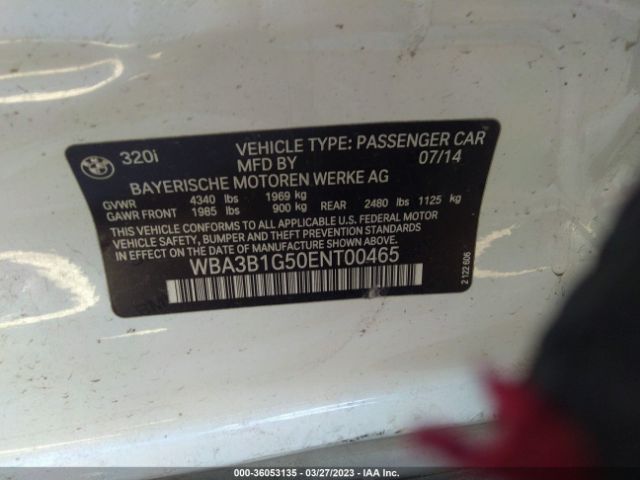 320i
VEHICLE TYPE: PASSENGER CAR
MFD BY 07/14
BAYERISCHE MOTOREN WERKE AG
GVWR 4340 lbs 1969 kg
GAWR FRONT 1985 lbs 900 kg REAR 2480 lbs 1125 kg
THIS VEHICLE CONFORMS TO ALL APPLICABLE U.S. FEDERAL MOTOR
VEHICLE SAFETY, BUMPER, AND THEFT PREVENTION STANDARDS
IN EFFECT ON THE DATE OF MANUFACTURE SHOWN ABOVE.
WBA3B1G50ENT00465
2 122 606
000-36053135 - 03/27/2023 - IAA Inc.